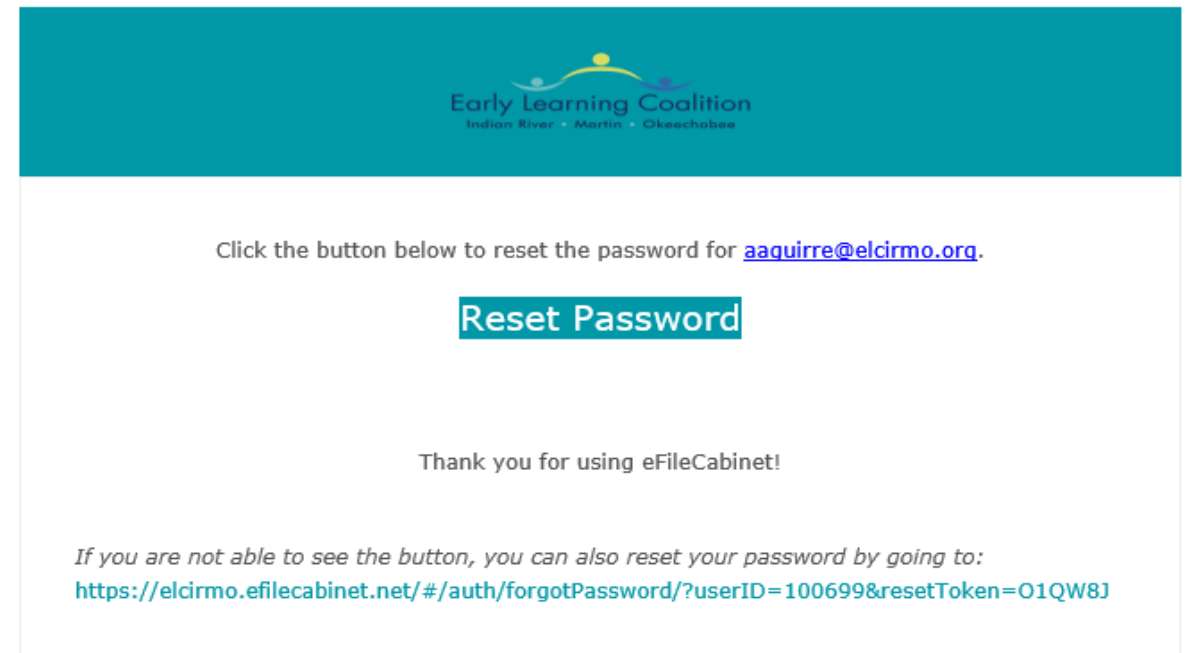 Early Learning Coalition
Indian River • Martin • Okeechobee
Click the button below to reset the password for aaguirre@elcirmo.org.
Reset Password
Thank you for using eFileCabinet!
If you are not able to see the button, you can also reset your password by going to:
https://elcirmo.efilecabinet.net/#/auth/forgotPassword/?userID=100699&resetToken=O1QW8J